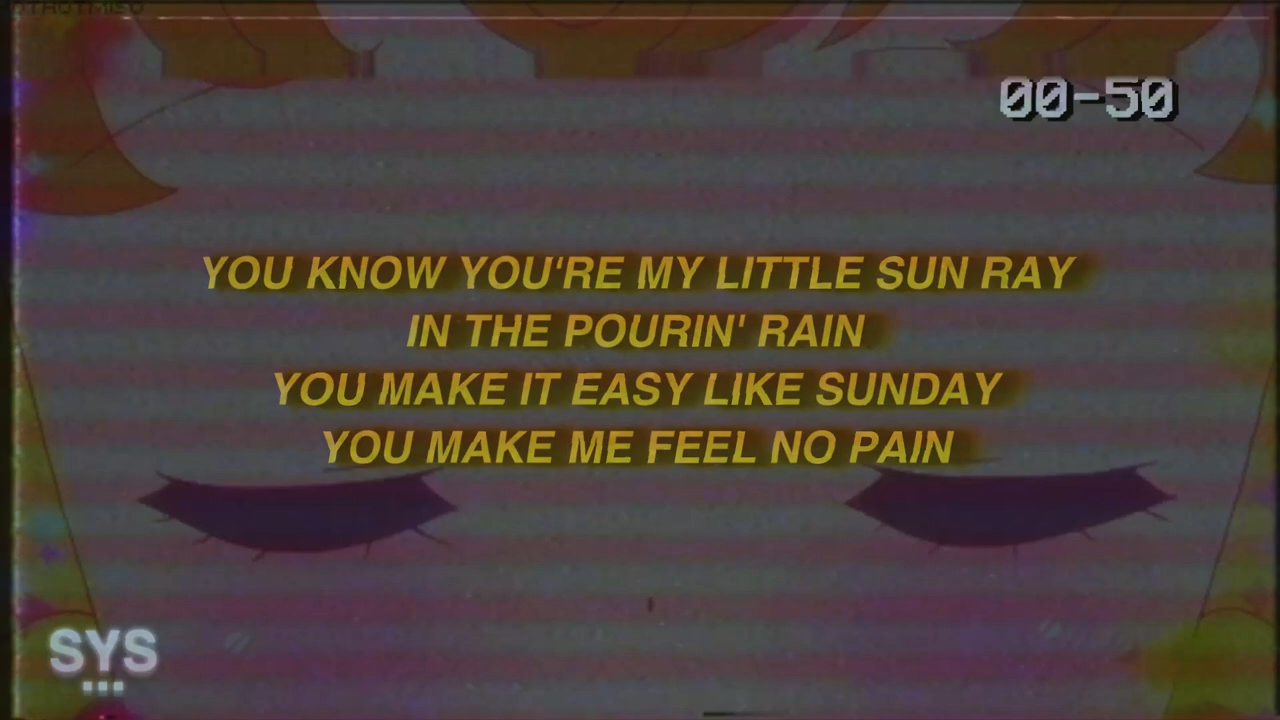 00-50
YOU KNOW YOU'RE MY LITTLE SUN RAY
IN THE POURIN' RAIN
YOU MAKE IT EASY LIKE SUNDAY
YOU MAKE ME FEEL NO PAIN
SYS